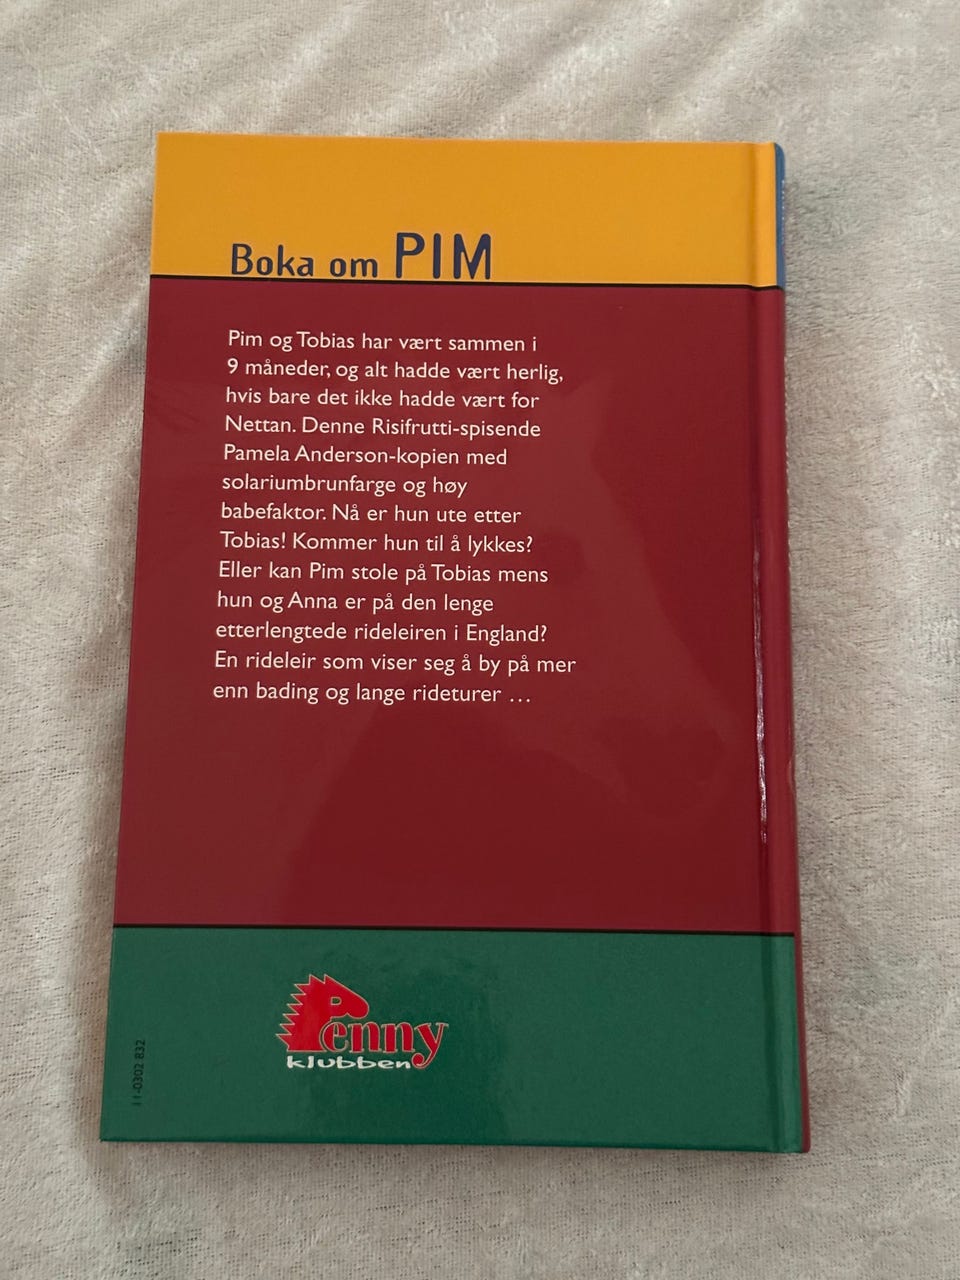 Boka om PIM
Pim og Tobias har vært sammen i
9 måneder, og alt hadde vært herlig,
hvis bare det ikke hadde vært for
Nettan. Denne Risifrutti-spisende
Pamela Anderson-kopien med
solariumbrunfarge og høy
babefaktor. Nå er hun ute etter
Tobias! Kommer hun til å lykkes?
Eller kan Pim stole på Tobias mens
hun og Anna er på den lenge
etterlengtede rideleiren i England?
En rideleir som viser seg å by på mer
enn bading og lange rideturer …
Penny
klubben
11-0302 832